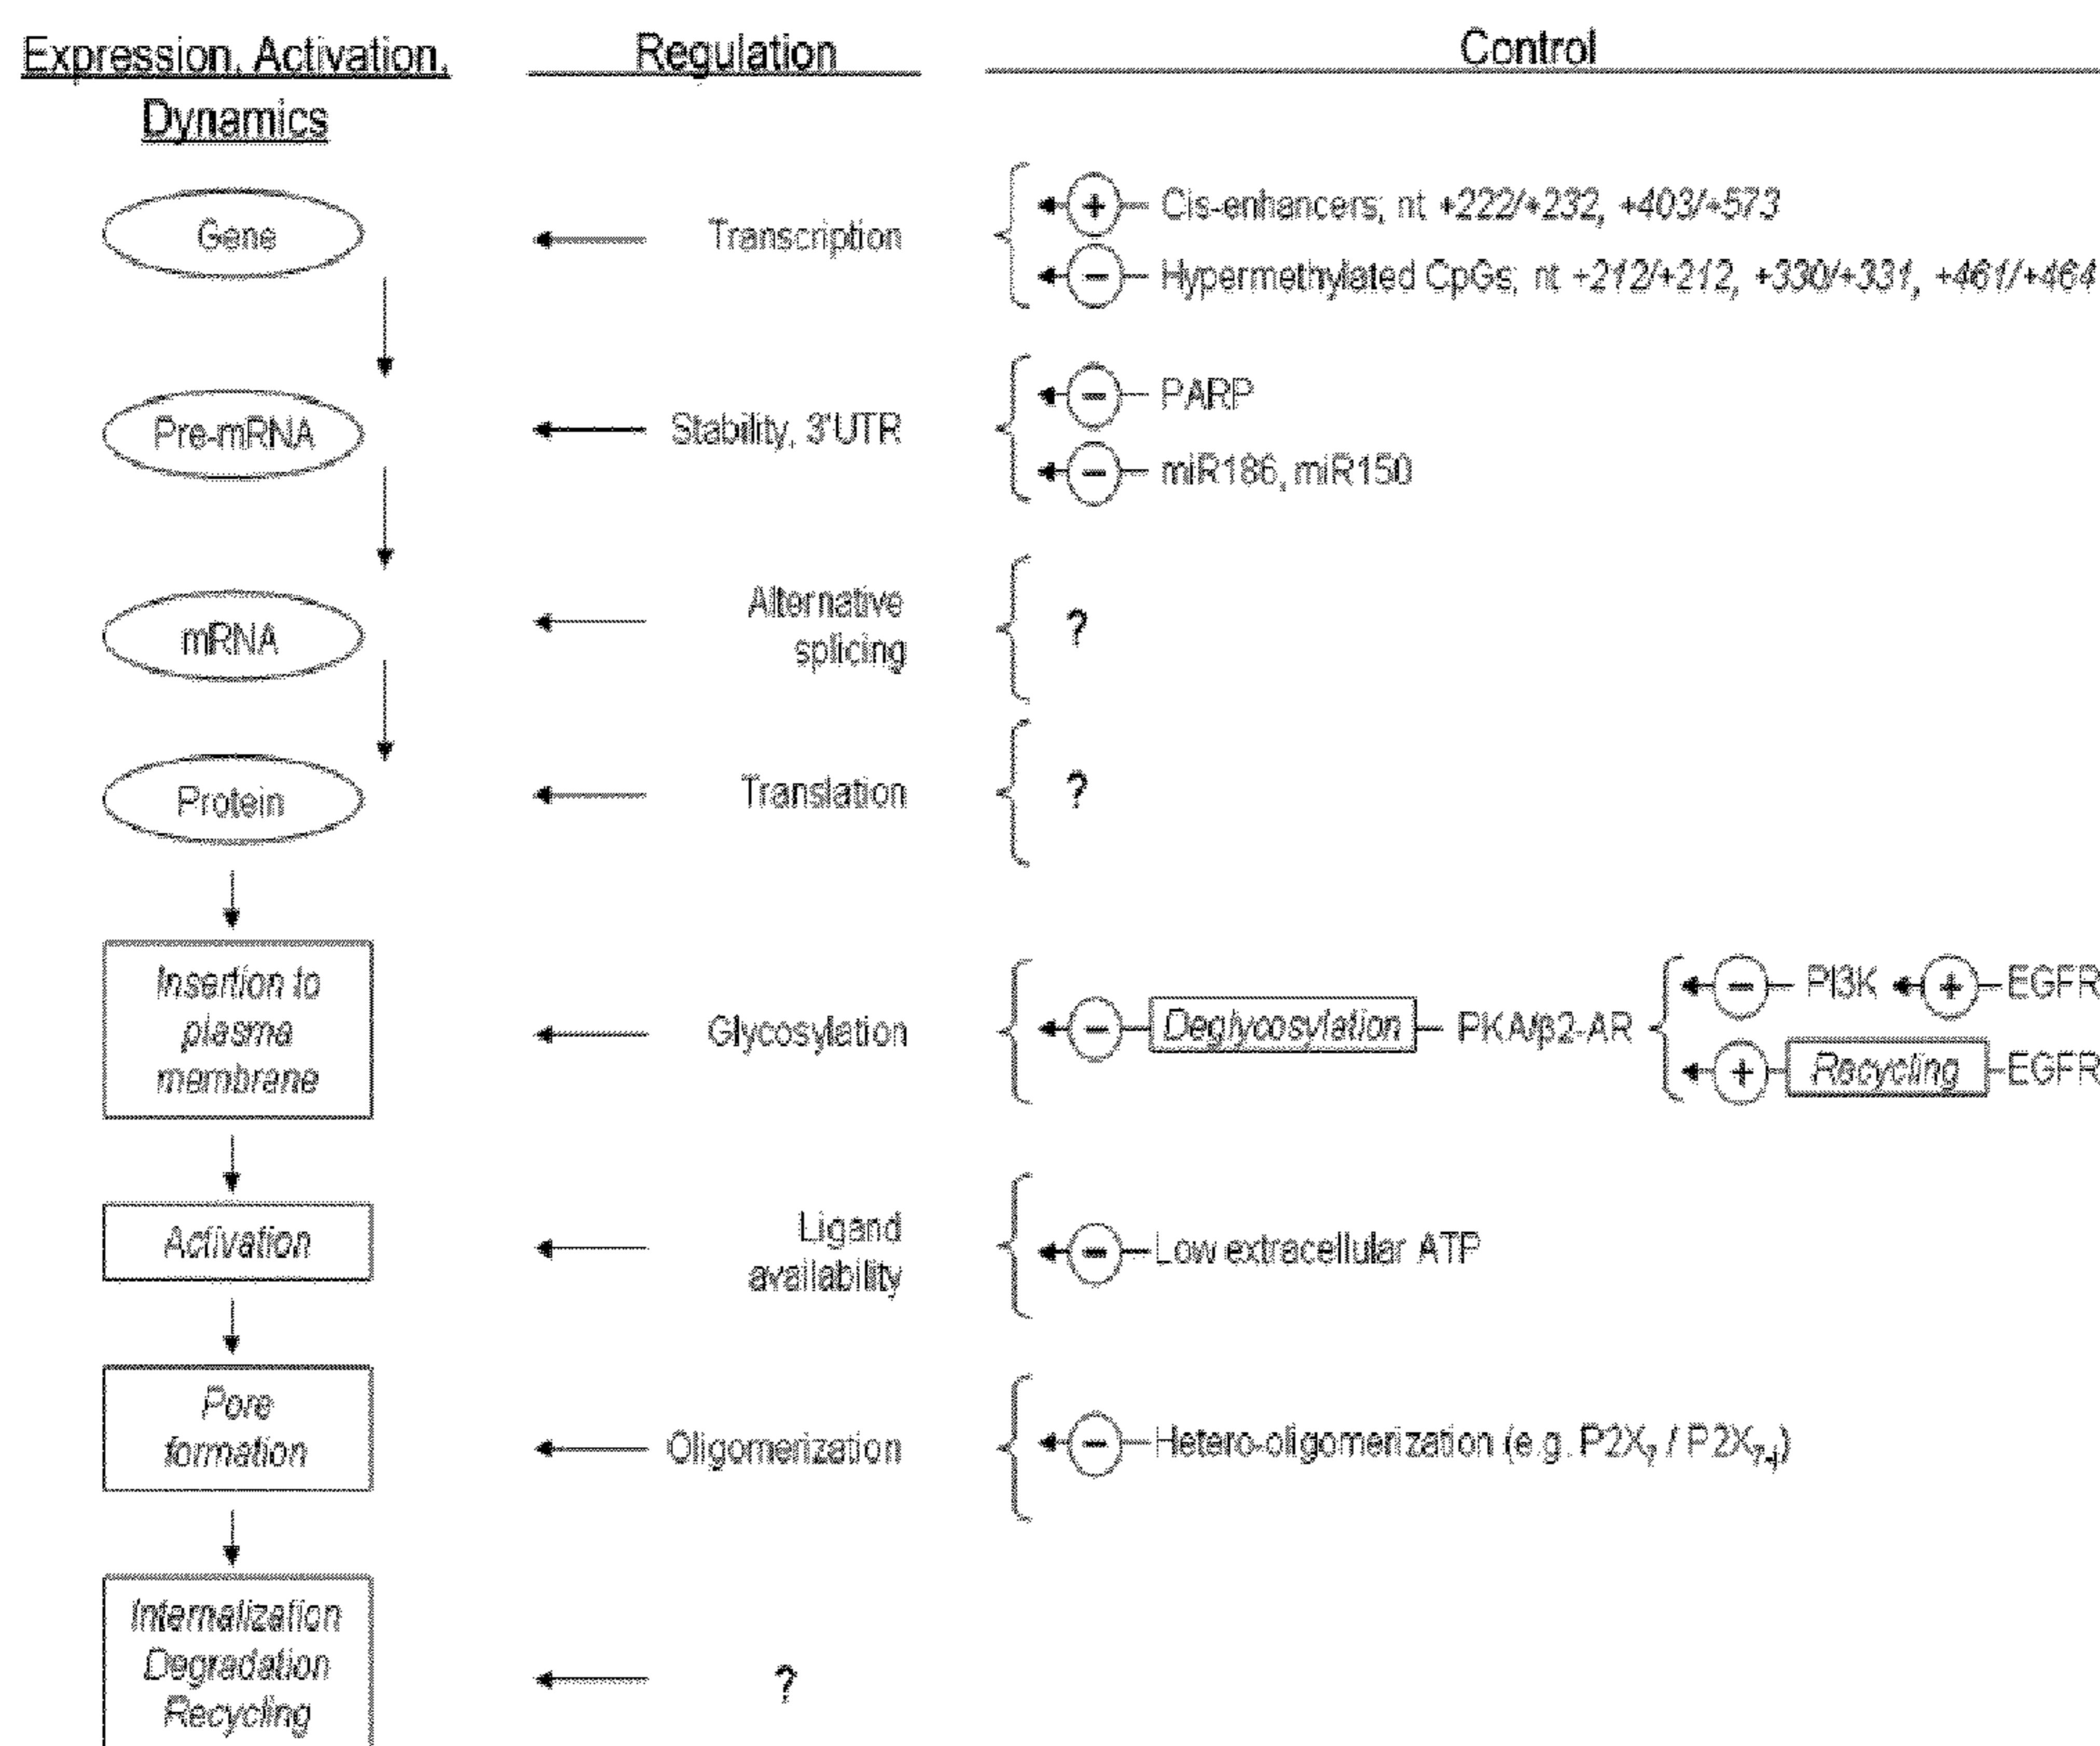 Expression, Activation, Dynamics
Regulation
Control
Gene
Transcription
+ Cis-enhancers; nt +222/+232, +403/+573
− Hypermethylated CpGs; nt +212/+212, +330/+331, +461/+464
Pre-mRNA
Stability, 3'UTR
− PARP
− miR186, miR150
mRNA
Alternative
splicing
?
Protein
Translation
?
Insertion to
plasma
membrane
Glycosylation
− Deglycosylation PKA/β2-AR
− PI3K + EGFR
+ Recycling EGFR
Activation
Ligand
availability
− Low extracellular ATP
Pore
formation
Oligomerization
− Hetero-oligomerization (e.g. P2X₇ / P2X₇₋ⱼ)
Internalization
Degradation
Recycling
?